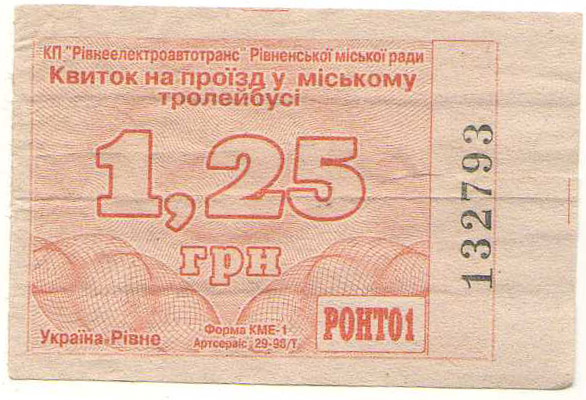 КП "Рівнеелектроавтотранс" Рівненської міської ради
Квиток на проїзд у міському
тролейбусі
1,25
грн
Україна Рівне
Форма КМЕ-1
Артсервіс 29-98/Т
РОНТ01
132793